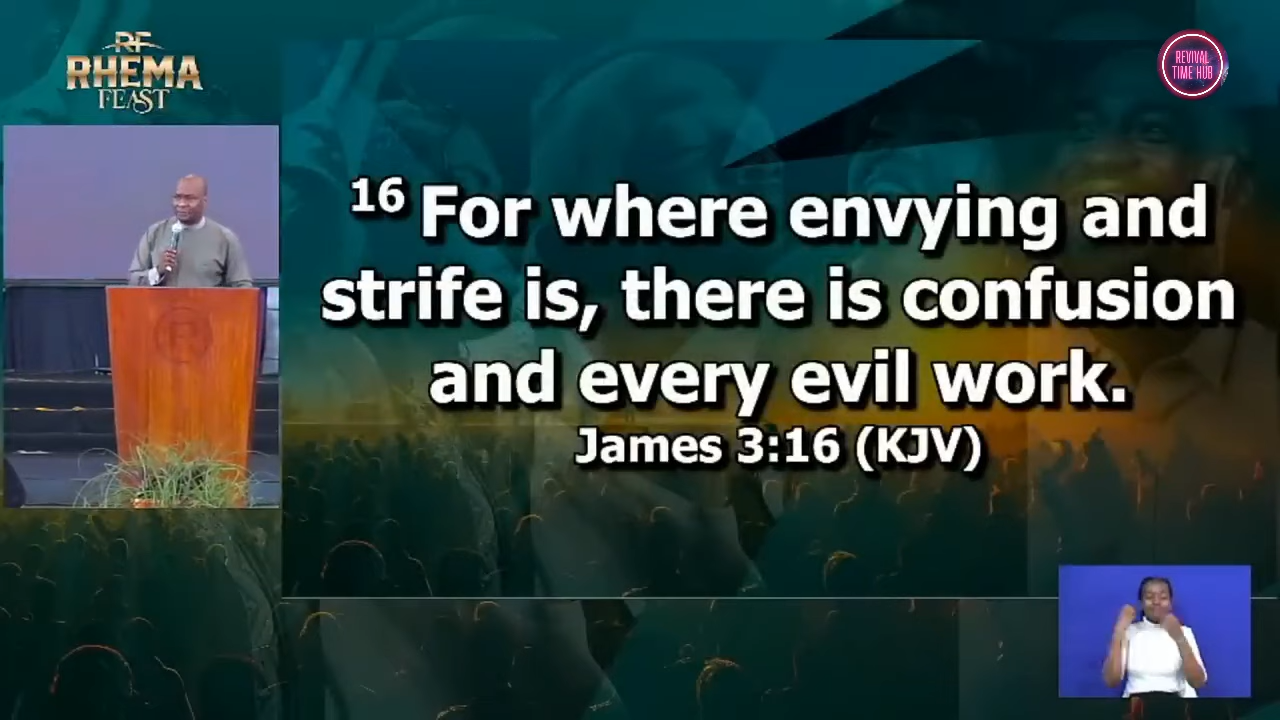 RF
RHEMA
FEAST
REVIVAL
TIME HUB
16 For where envying and
strife is, there is confusion
and every evil work.
James 3:16 (KJV)
R